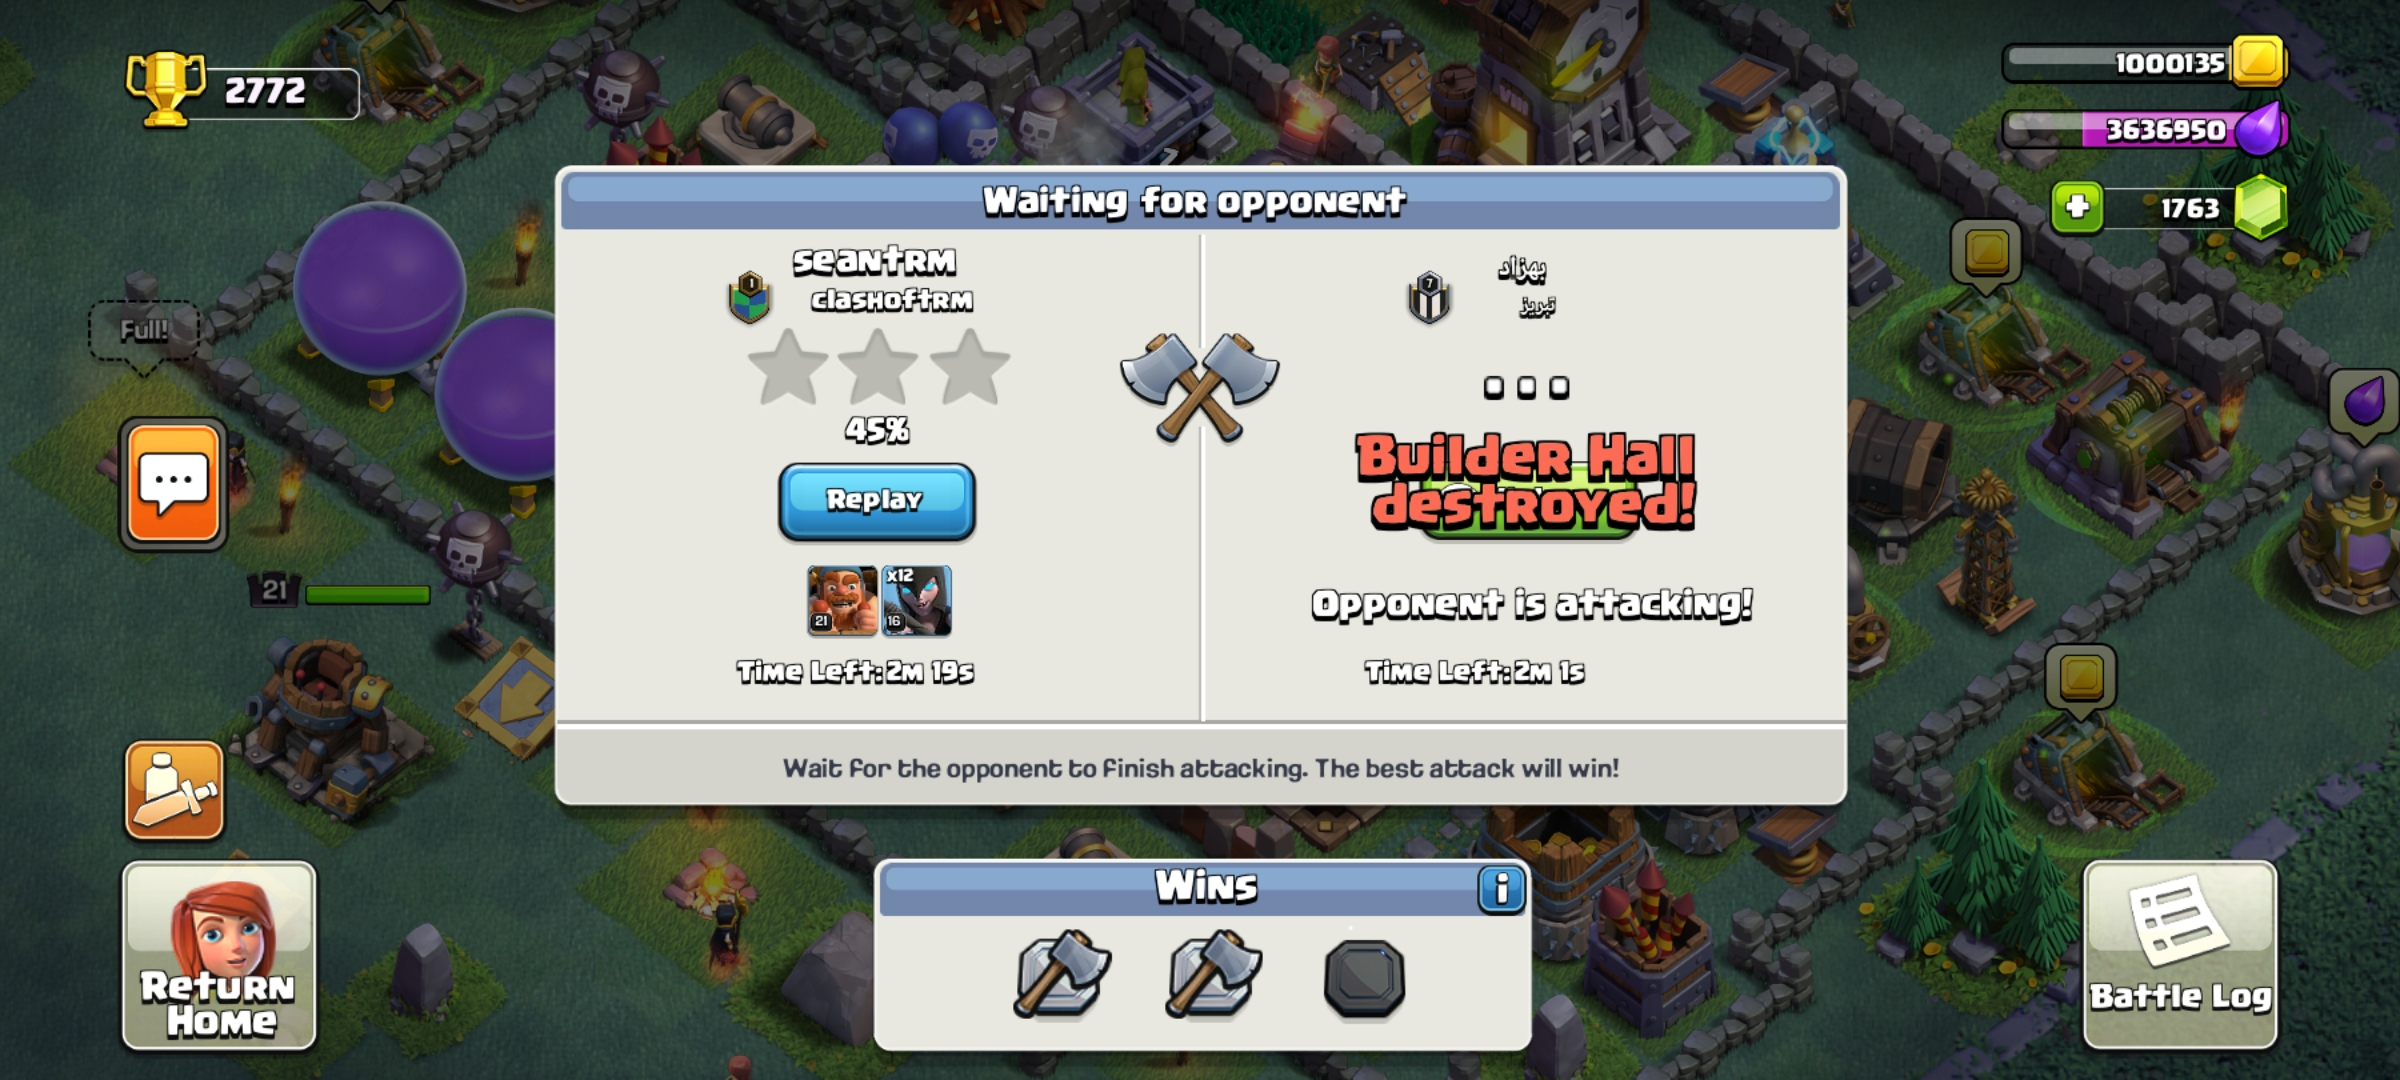 2772
1000135
3636950
1763
Full!
21
Waiting for opponent
seantrm
1
clashoftrm
45%
Replay
x12
21
16
Time Left:2m 19s
بهزاد
7
تبریز
Builder Hall
destroyed!
Opponent is attacking!
Time Left:2m 1s
Wait for the opponent to finish attacking. The best attack will win!
Wins
i
Return
Home
Battle Log